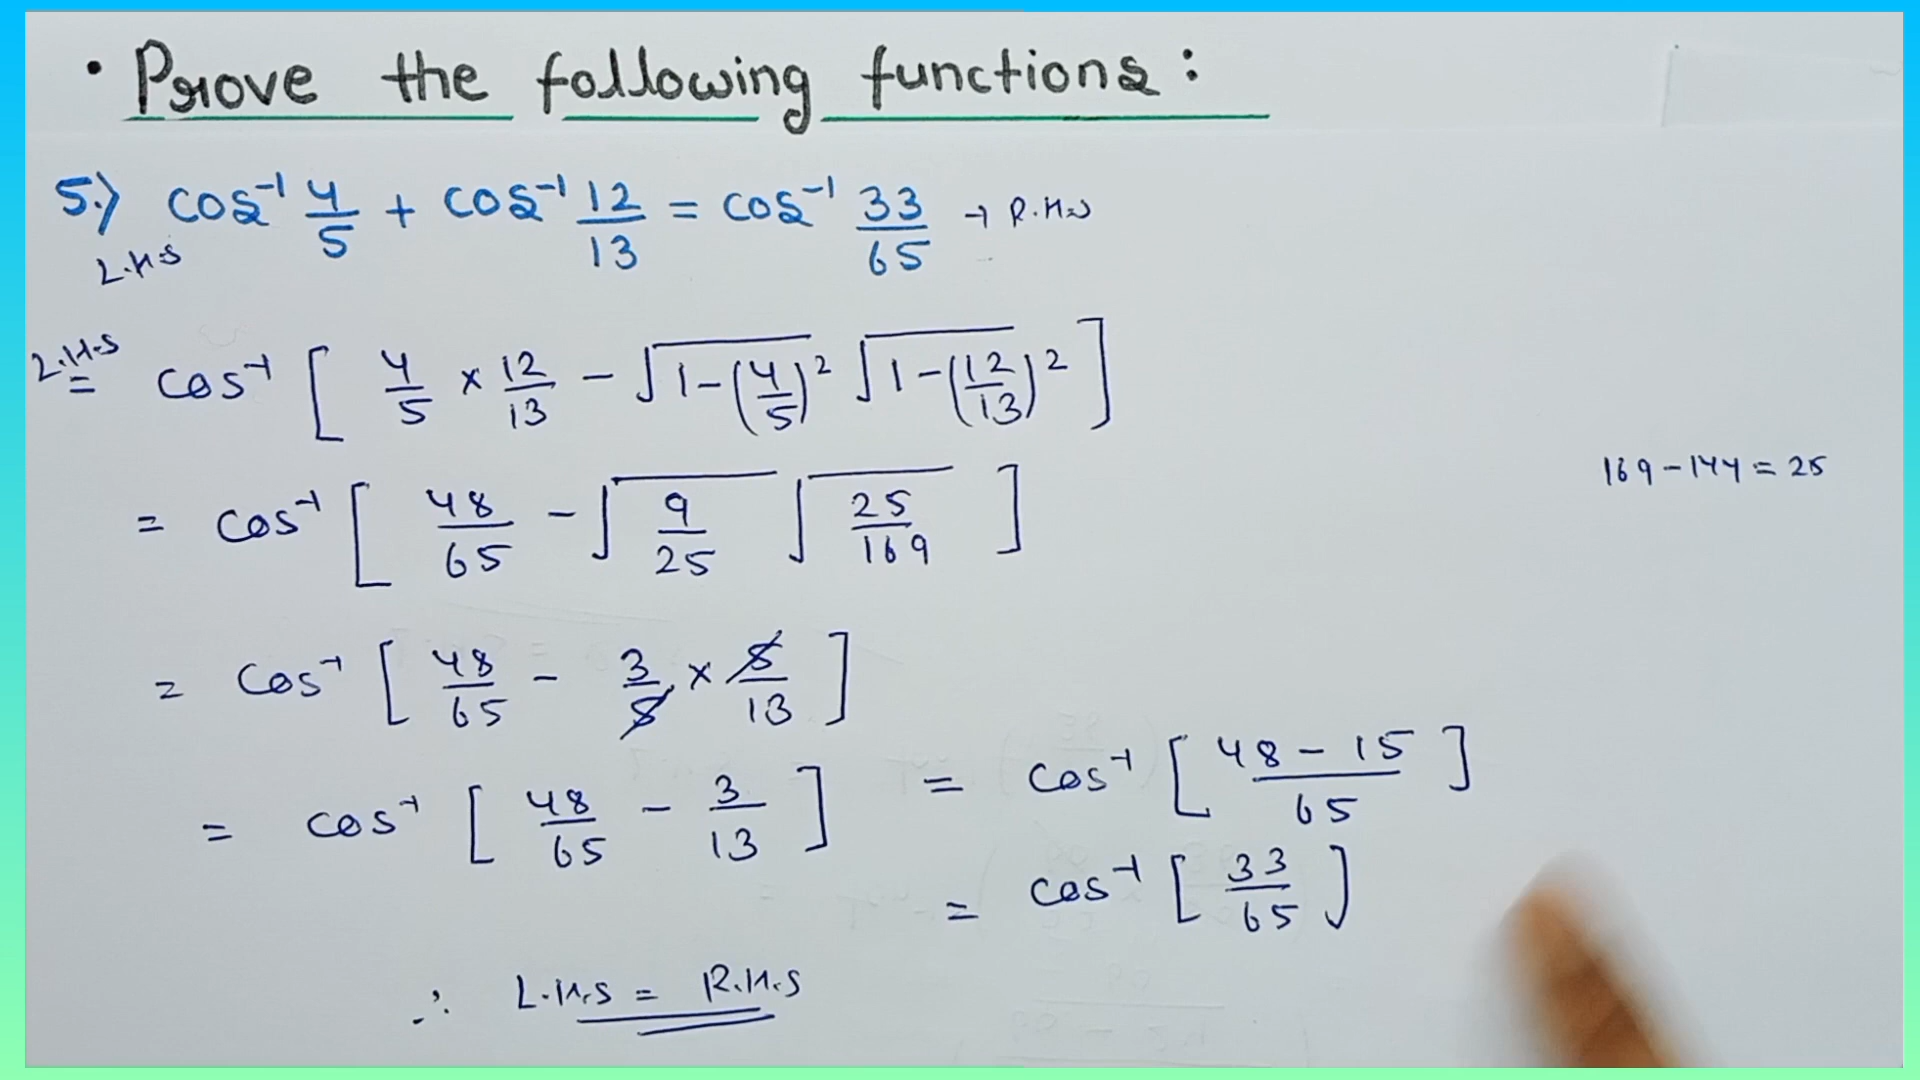 • Prove the following functions:
5.) cos⁻¹ 4/5 + cos⁻¹ 12/13 = cos⁻¹ 33/65 → R.H.S
L.H.S
L.H.S = cos⁻¹ [ 4/5 × 12/13 - √1-(4/5)² √1-(12/13)² ]
169-144=25
= cos⁻¹ [ 48/65 - √9/25 √25/169 ]
= cos⁻¹ [ 48/65 - 3/5 × 5/13 ]
= cos⁻¹ [ 48/65 - 3/13 ]
= cos⁻¹ [ 48-15/65 ]
= cos⁻¹ [ 33/65 ]
∴ L.H.S = R.H.S